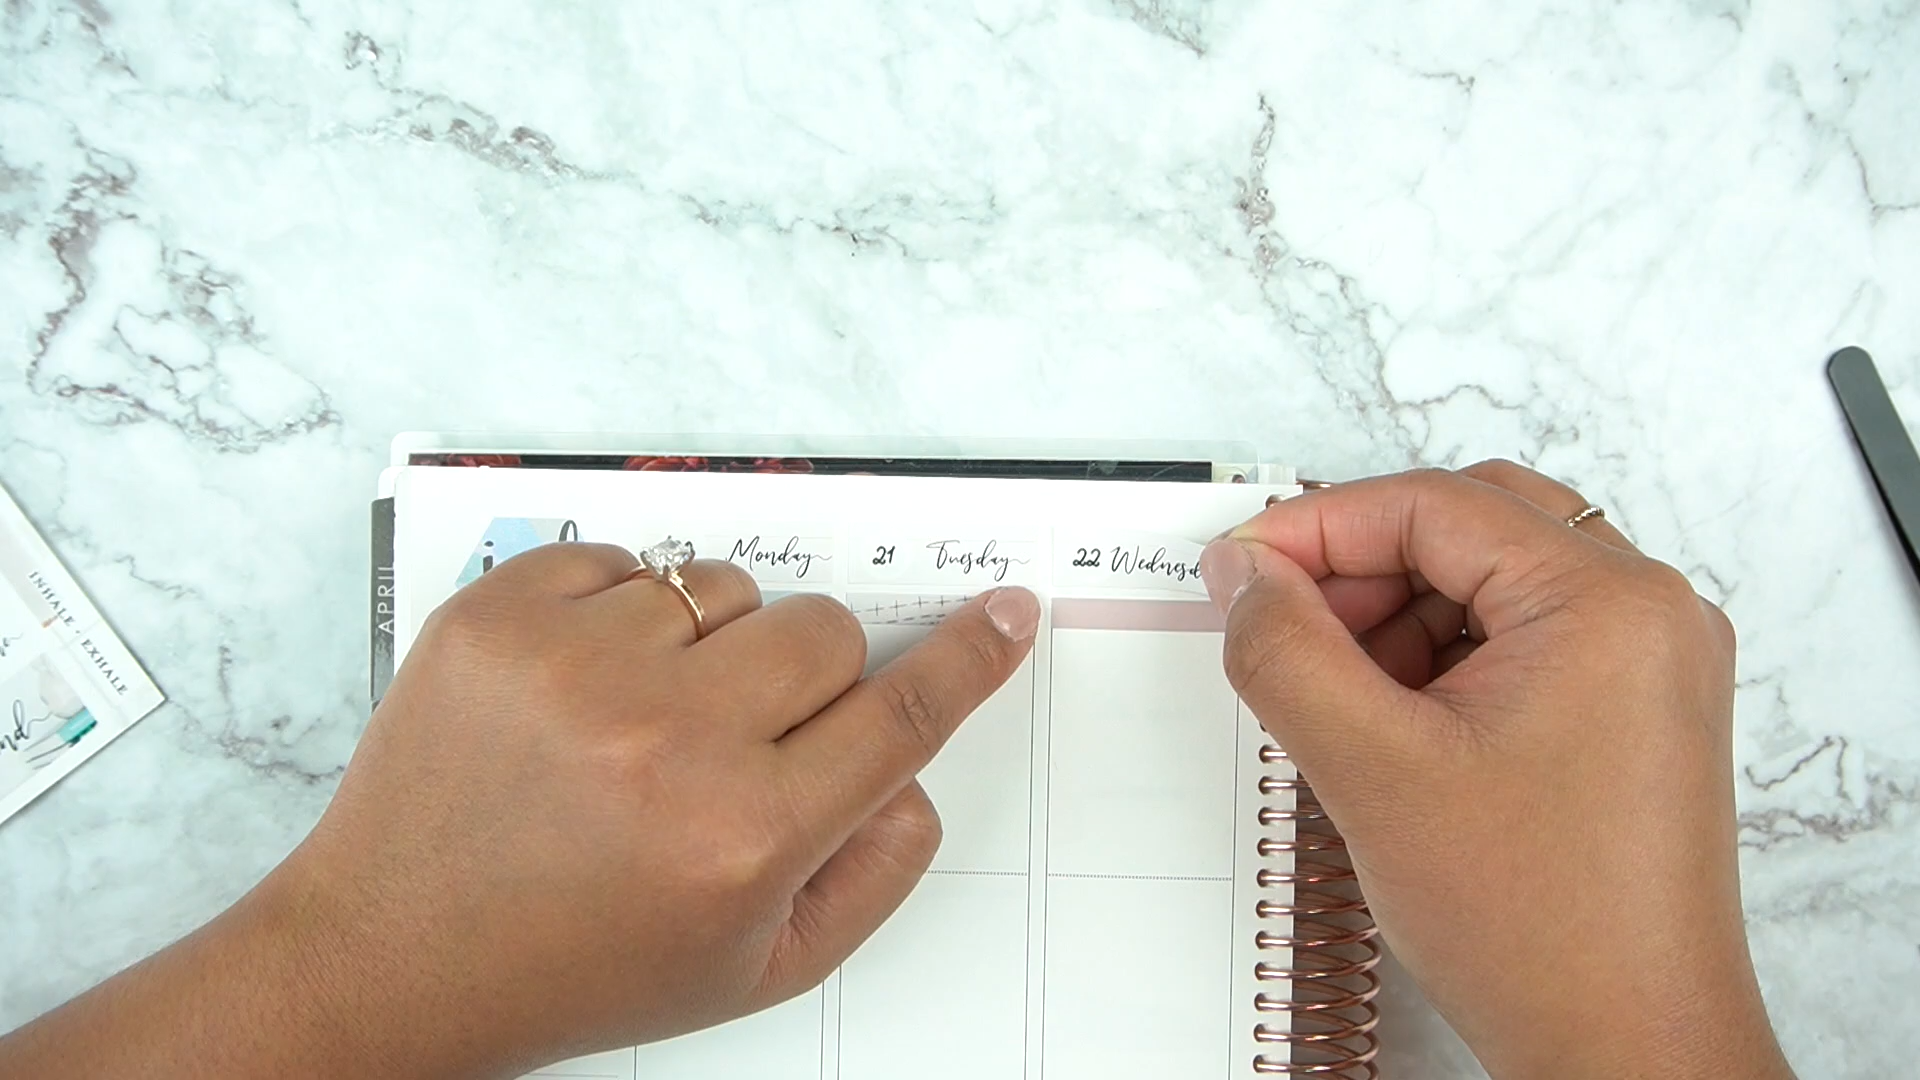 Monday
21 Tuesday
22 Wednesd
APRIL
INHALE · EXHALE